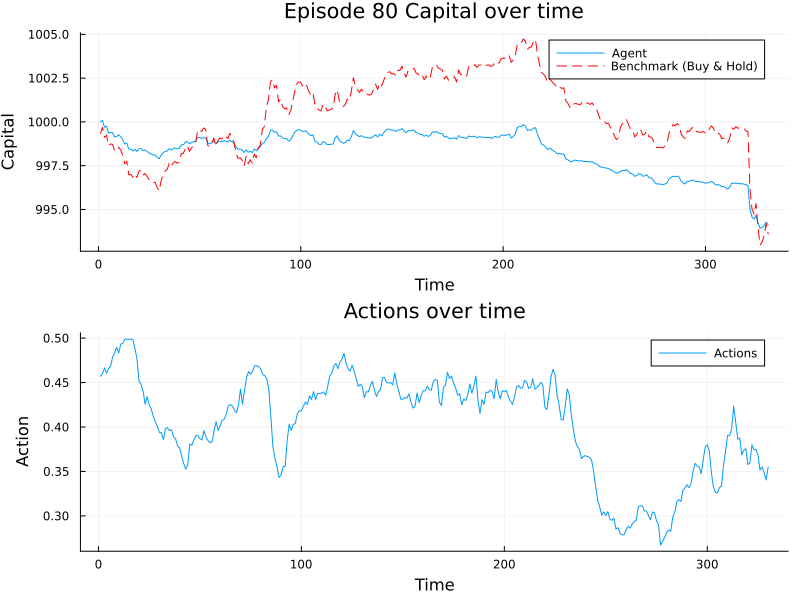 Episode 80 Capital over time
1005.0
1002.5
1000.0
997.5
995.0
Capital
Agent
Benchmark (Buy & Hold)
0 100 200 300
Time
Actions over time
0.50
0.45
0.40
0.35
0.30
Action
Actions
0 100 200 300
Time